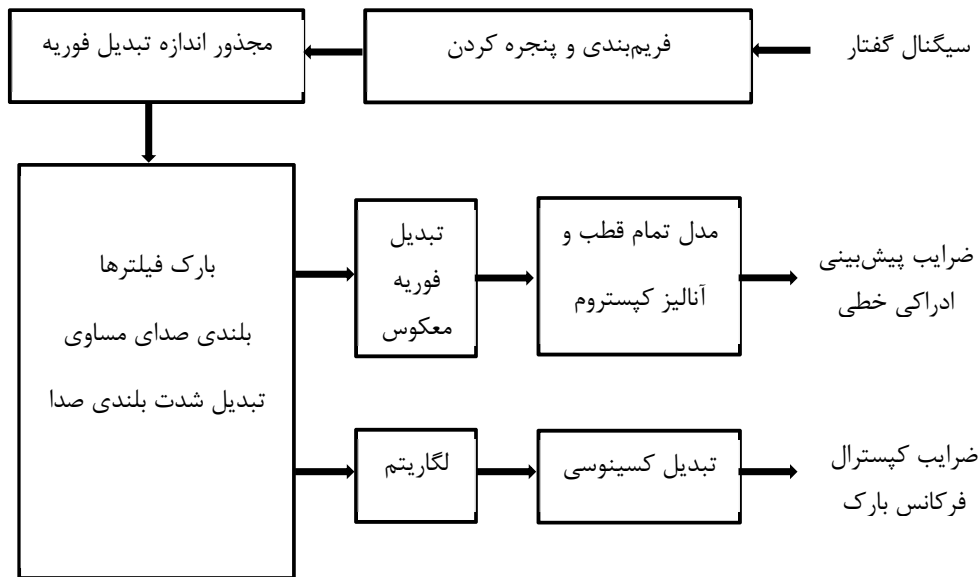 سیگنال گفتار
فریم‌بندی و پنجره کردن
مجذور اندازه تبدیل فوریه
بارک فیلترها
بلندی صدای مساوی
تبدیل شدت بلندی صدا
تبدیل
فوریه
معکوس
مدل تمام قطب و
آنالیز کپستروم
ضرایب پیش‌بینی
ادراکی خطی
لگاریتم
تبدیل کسینوسی
ضرایب کپسترال
فرکانس بارک